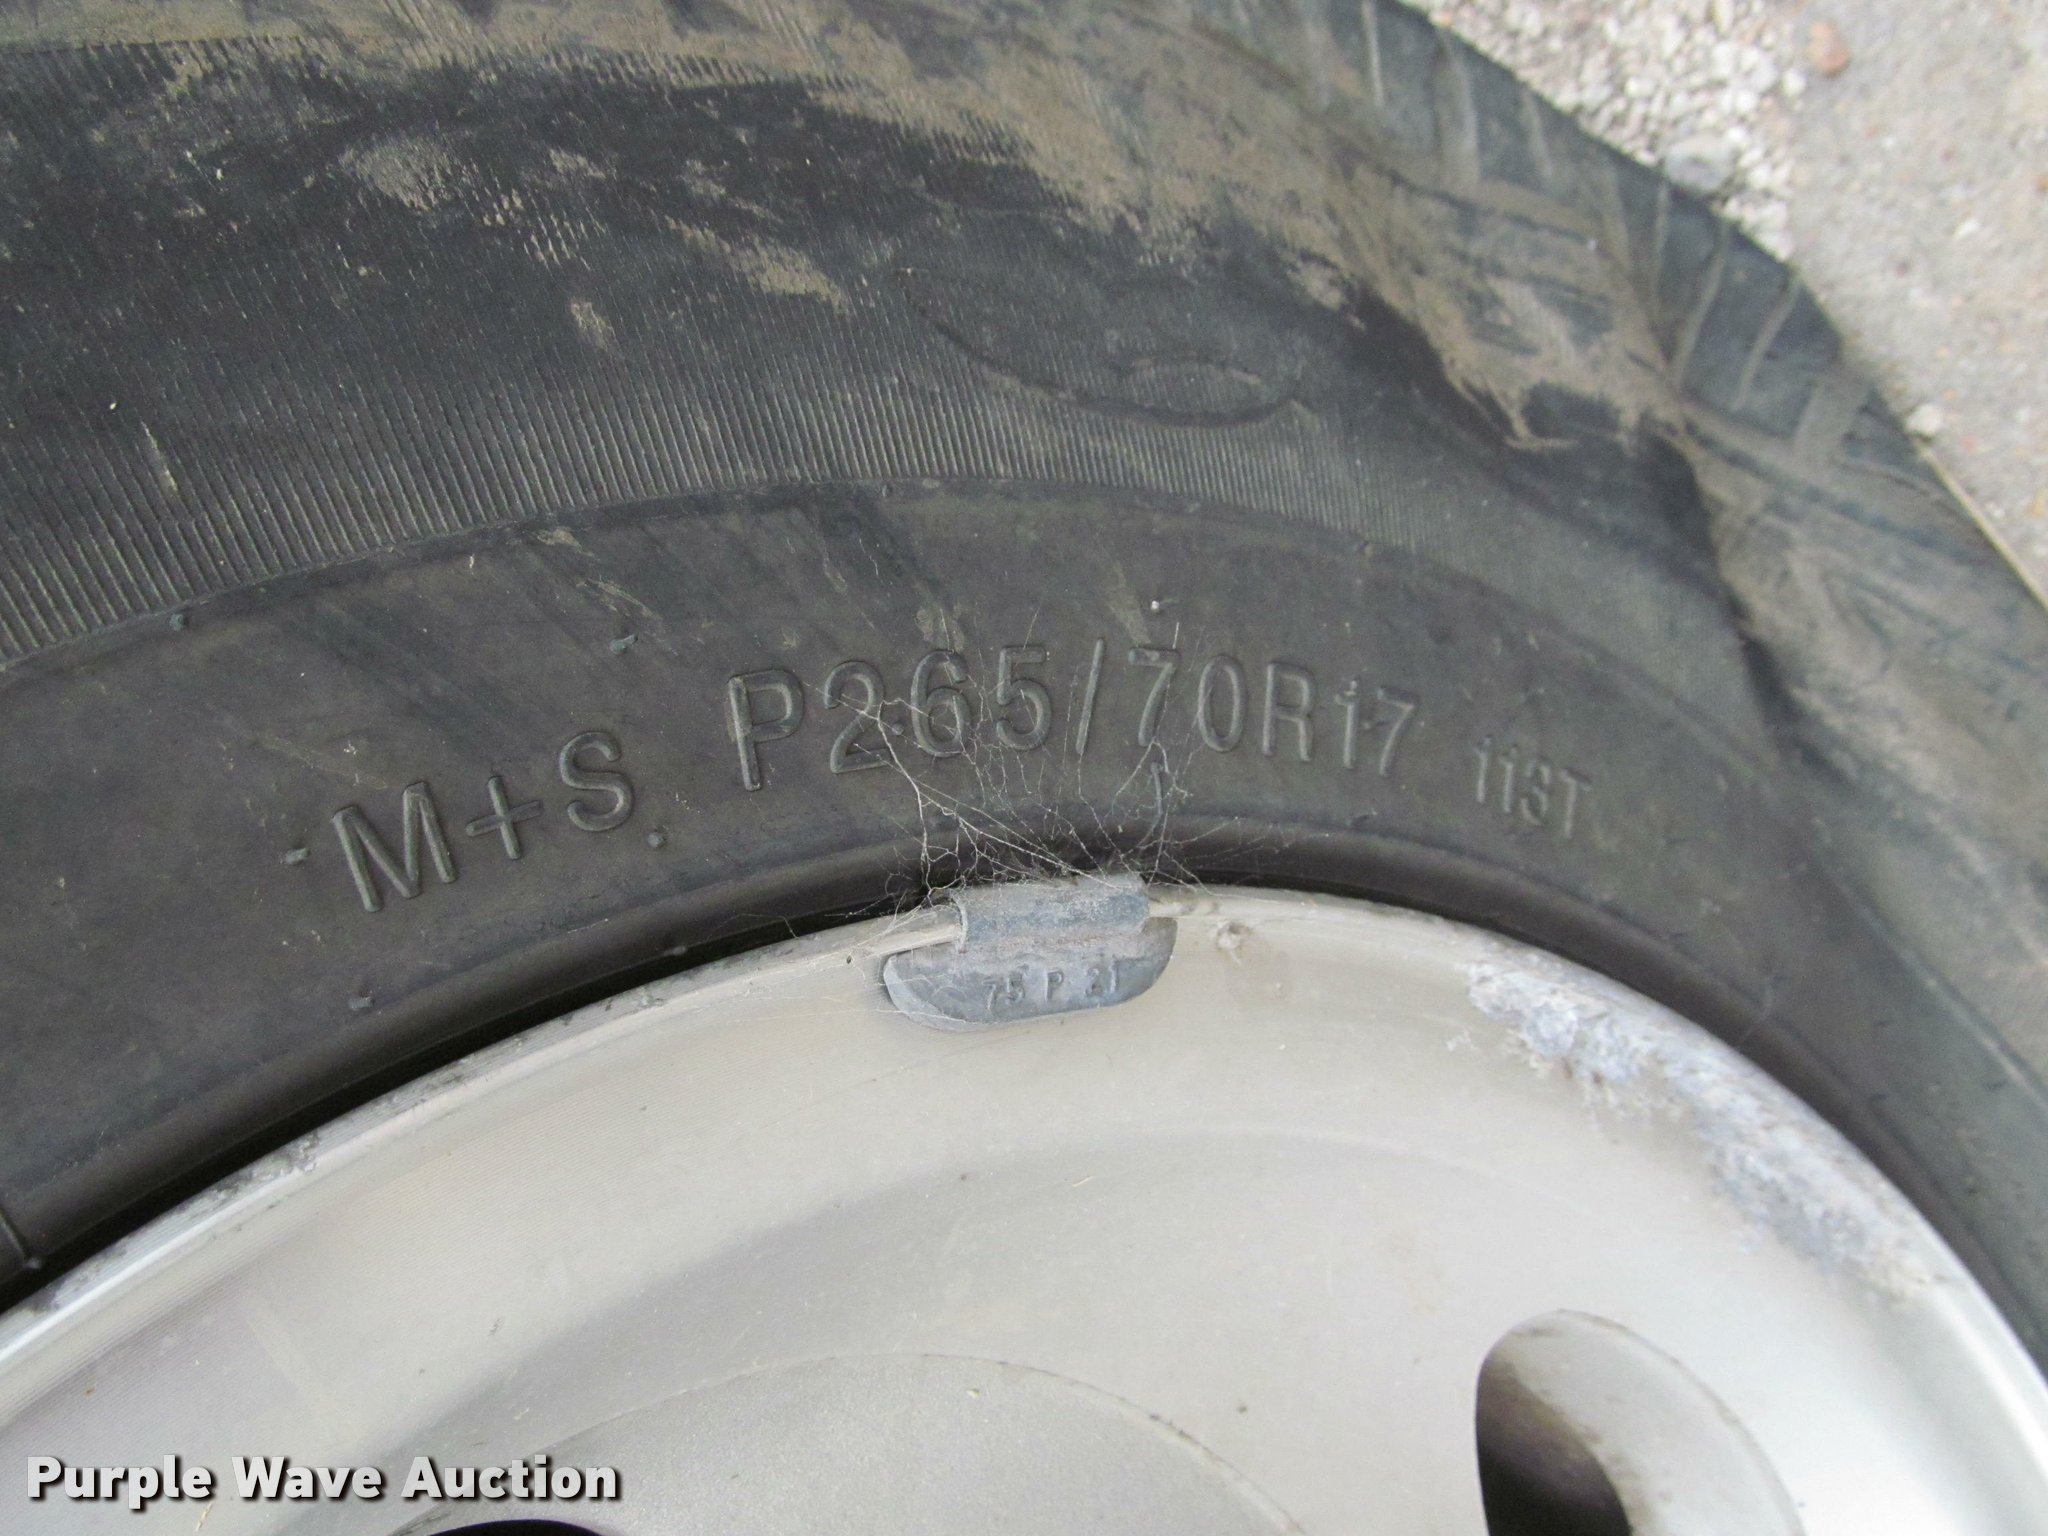 M+S P265/70R17 113T
75 P 21
Purple Wave Auction